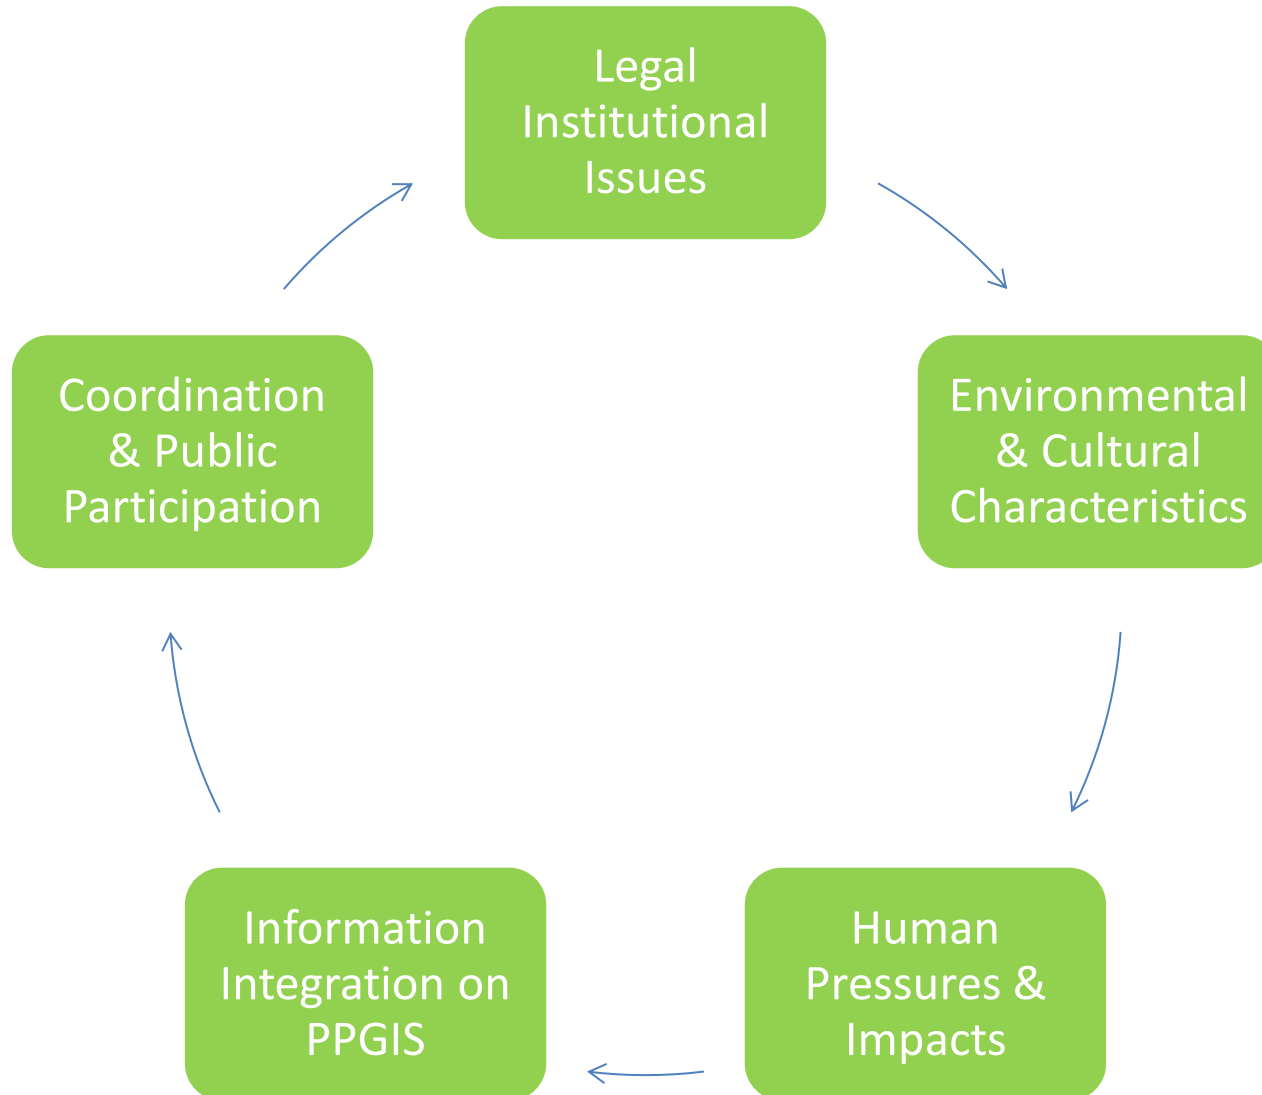 Legal
Institutional
Issues
Environmental
& Cultural
Characteristics
Human
Pressures &
Impacts
Information
Integration on
PPGIS
Coordination
& Public
Participation